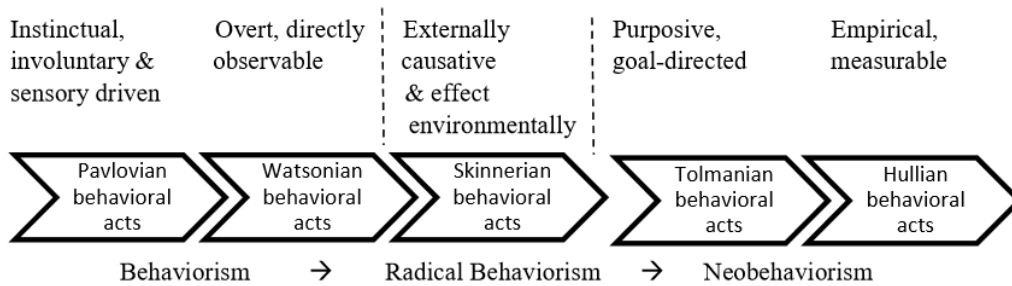 Instinctual,
involuntary &
sensory driven
Overt, directly
observable
Externally
causative
& effect
environmentally
Purposive,
goal-directed
Empirical,
measurable
Pavlovian
behavioral
acts
Watsonian
behavioral
acts
Skinnerian
behavioral
acts
Tolmanian
behavioral
acts
Hullian
behavioral
acts
Behaviorism → Radical Behaviorism → Neobehaviorism